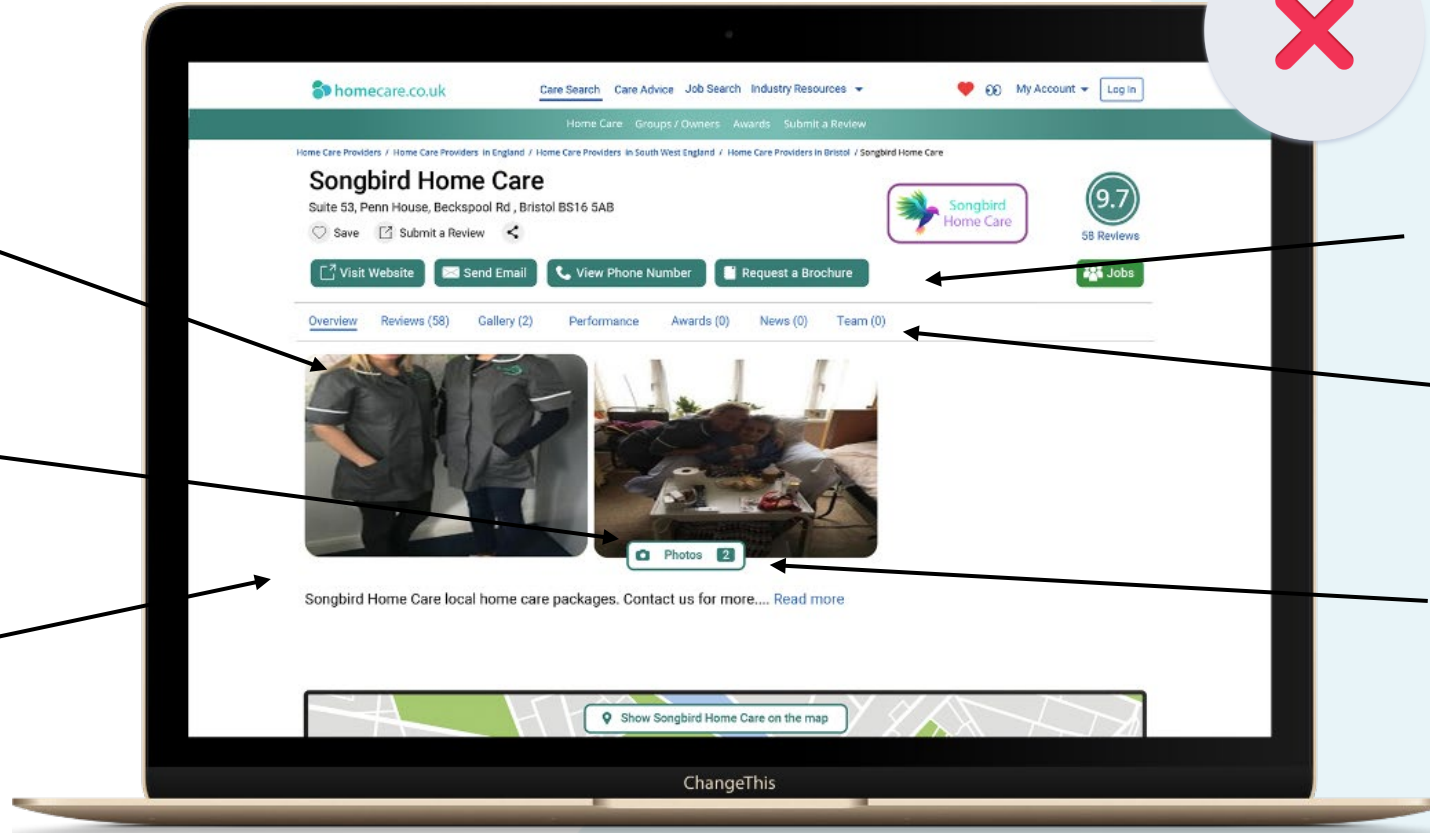 homecare.co.uk Care Search Care Advice Job Search Industry Resources My Account Log In
Home Care Groups / Owners Awards Submit a Review
Home Care Providers / Home Care Providers in England / Home Care Providers in South West England / Home Care Providers in Bristol / Songbird Home Care
Songbird Home Care
Suite 53, Penn House, Beckspool Rd , Bristol BS16 5AB
Save Submit a Review
Songbird
Home Care
9.7
58 Reviews
Visit Website Send Email View Phone Number Request a Brochure Jobs
Overview Reviews (58) Gallery (2) Performance Awards (0) News (0) Team (0)
Photos 2
Songbird Home Care local home care packages. Contact us for more.... Read more
Show Songbird Home Care on the map
ChangeThis